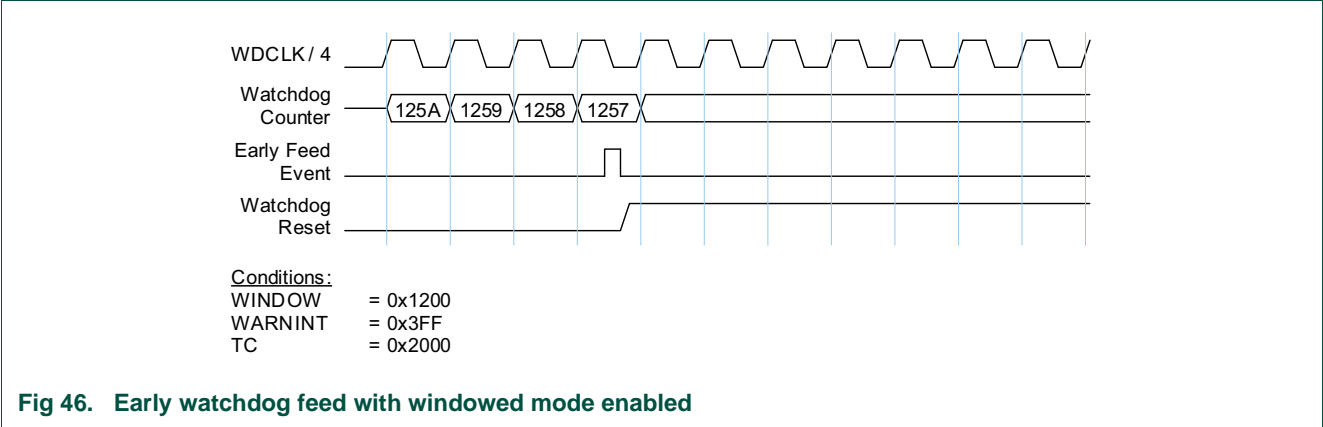 WDCLK / 4
Watchdog
Counter
125A 1259 1258 1257
Early Feed
Event
Watchdog
Reset
Conditions:
WINDOW = 0x1200
WARNINT = 0x3FF
TC = 0x2000
Fig 46. Early watchdog feed with windowed mode enabled